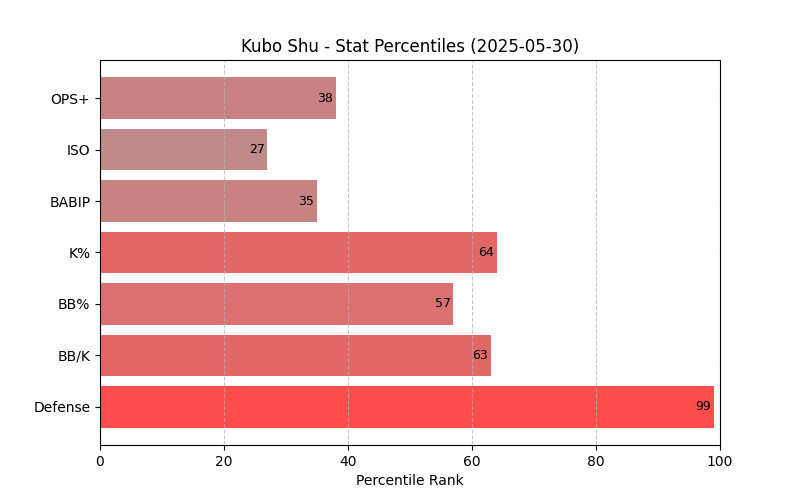 Kubo Shu - Stat Percentiles (2025-05-30)
OPS+ 38
ISO 27
BABIP 35
K% 64
BB% 57
BB/K 63
Defense 99
0 20 40 60 80 100
Percentile Rank